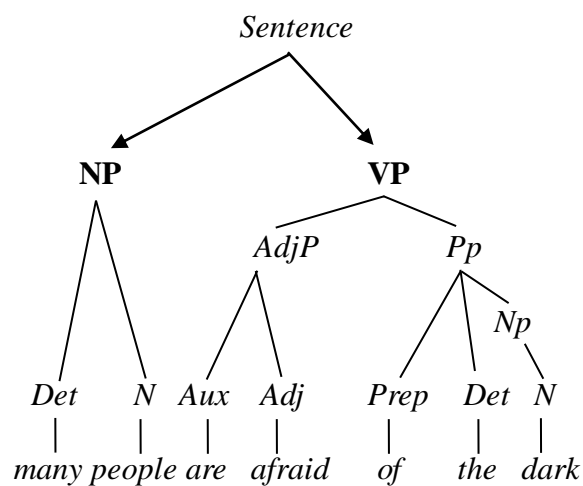 Sentence
NP VP
AdjP Pp
Np
Det N Aux Adj Prep Det N
many people are afraid of the dark